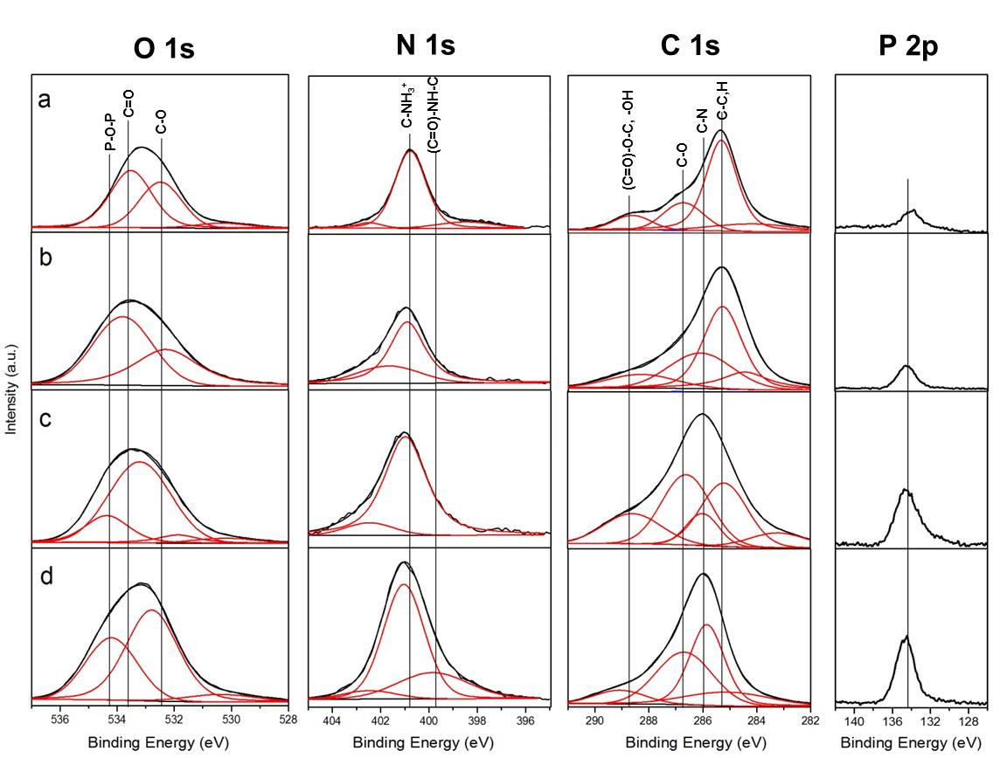 O 1s N 1s C 1s P 2p
a
P-O-P
C=O
C-O
C-NH₃⁺
(C=O)-NH-C
(C=O)-O-C, -OH
C-O
C-N
C-C,H
b
c
d
Intensity (a.u.)
536 534 532 530 528 404 402 400 398 396 290 288 286 284 282 140 136 132 128
Binding Energy (eV) Binding Energy (eV) Binding Energy (eV) Binding Energy (eV)